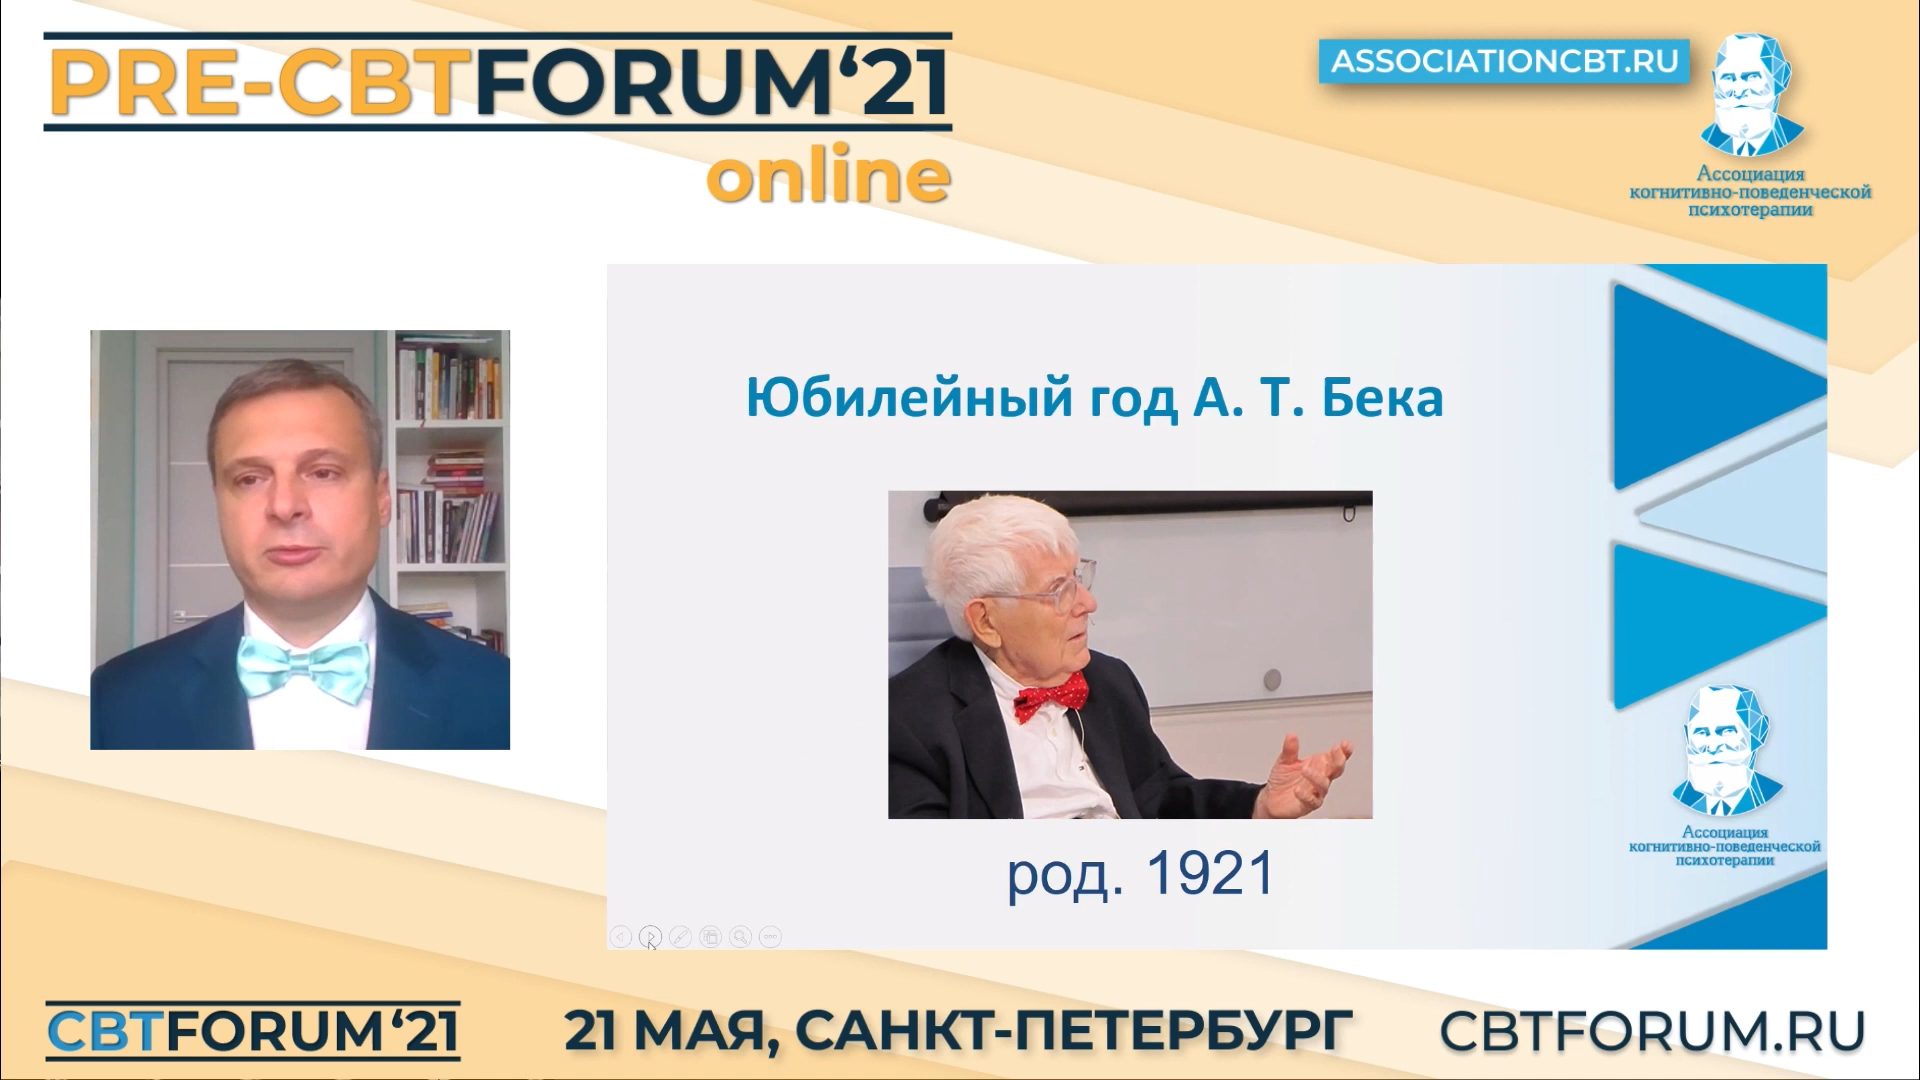 PRE-CBTFORUM‘21
online
ASSOCIATIONCBT.RU
Ассоциация
когнитивно-поведенческой
психотерапии
Юбилейный год А. Т. Бека
род. 1921
Ассоциация
когнитивно-поведенческой
психотерапии
CBTFORUM‘21
21 МАЯ, САНКТ-ПЕТЕРБУРГ
CBTFORUM.RU